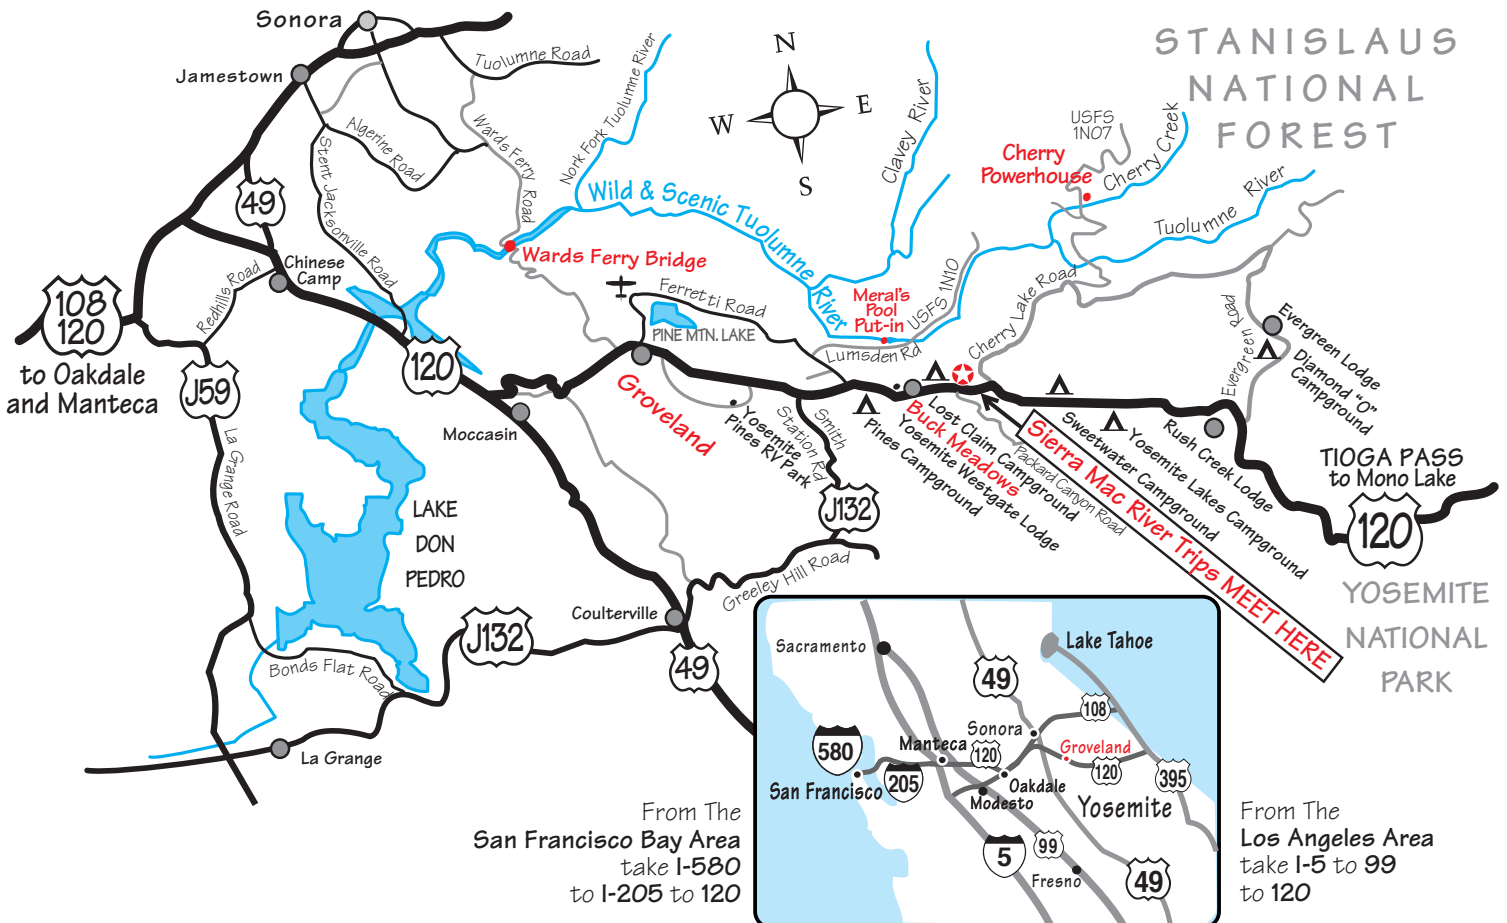 Sonora
Jamestown
Tuolumne Road
Algerine Road
Wards Ferry Road
Stent Jacksonville Road
Nork Fork Tuolumne River
N
W
E
S
Clavey River
STANISLAUS
NATIONAL
FOREST
USFS
1N07
Cherry
Powerhouse
Cherry Creek
Tuolumne River
Wild & Scenic Tuolumne
River
49
Chinese
Camp
Redhills Road
108
120
to Oakdale
and Manteca
J59
La Grange Road
120
Wards Ferry Bridge
Ferretti Road
PINE MTN. LAKE
Meral's
Pool
Put-in
USFS 1N10
Lumsden Rd
Cherry Lake Road
Evergreen Road
Evergreen Lodge
Diamond "O"
Campground
Groveland
Moccasin
Yosemite
Pines RV Park
Smith
Station Rd
J132
Pines Campground
Yosemite Westgate Lodge
Buck Meadows
Lost Claim Campground
Packard Canyon Road
Sierra Mac River Trips MEET HERE
Sweetwater Campground
Yosemite Lakes Campground
Rush Creek Lodge
TIOGA PASS
to Mono Lake
120
YOSEMITE
NATIONAL
PARK
LAKE
DON
PEDRO
Greeley Hill Road
Coulterville
J132
49
Bonds Flat Road
La Grange
From The
San Francisco Bay Area
take I-580
to I-205 to 120
Sacramento
Lake Tahoe
49
108
Sonora
Manteca
120
Groveland
120
395
580
205
San Francisco
Oakdale
Modesto
Yosemite
5
99
Fresno
49
From The
Los Angeles Area
take I-5 to 99
to 120